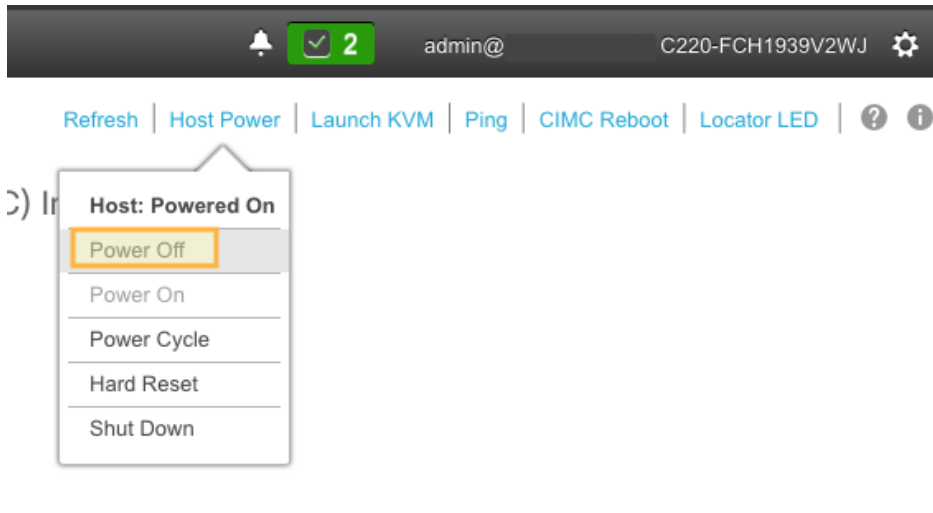 2 admin@ C220-FCH1939V2WJ
Refresh Host Power Launch KVM Ping CIMC Reboot Locator LED ? i
C) I
Host: Powered On
Power Off
Power On
Power Cycle
Hard Reset
Shut Down